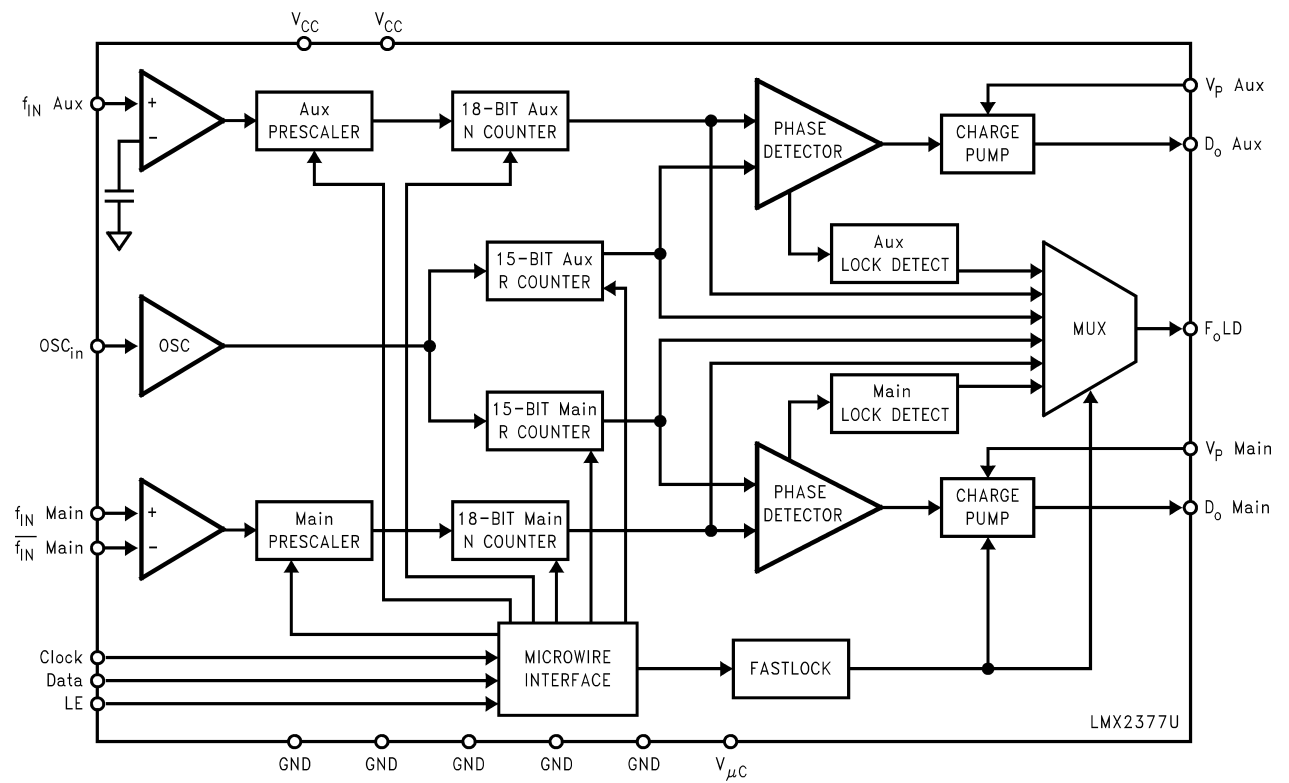 VCC VCC
fIN Aux
+
−
Aux
PRESCALER
18-BIT Aux
N COUNTER
PHASE
DETECTOR
CHARGE
PUMP
VP Aux
Do Aux
Aux
LOCK DETECT
15-BIT Aux
R COUNTER
OSCin
OSC
MUX
FoLD
15-BIT Main
R COUNTER
Main
LOCK DETECT
VP Main
fIN Main
fIN Main
+
−
Main
PRESCALER
18-BIT Main
N COUNTER
PHASE
DETECTOR
CHARGE
PUMP
Do Main
Clock
Data
LE
MICROWIRE
INTERFACE
FASTLOCK
LMX2377U
GND GND GND GND GND VμC